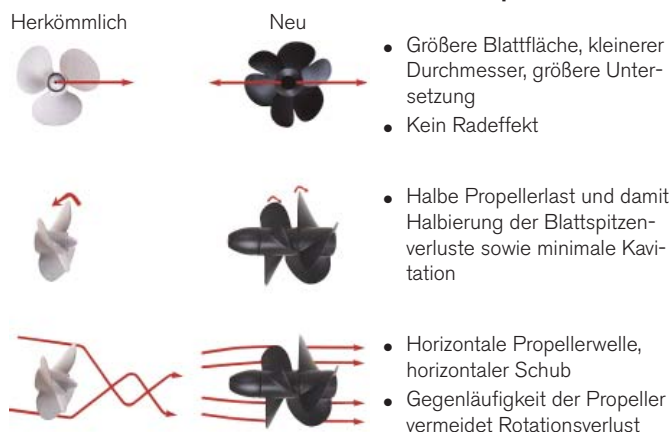 Herkömmlich
Neu
• Größere Blattfläche, kleinerer
Durchmesser, größere Unter-
setzung
• Kein Radeffekt
• Halbe Propellerlast und damit
Halbierung der Blattspitzen-
verluste sowie minimale Kavi-
tation
• Horizontale Propellerwelle,
horizontaler Schub
• Gegenläufigkeit der Propeller
vermeidet Rotationsverlust